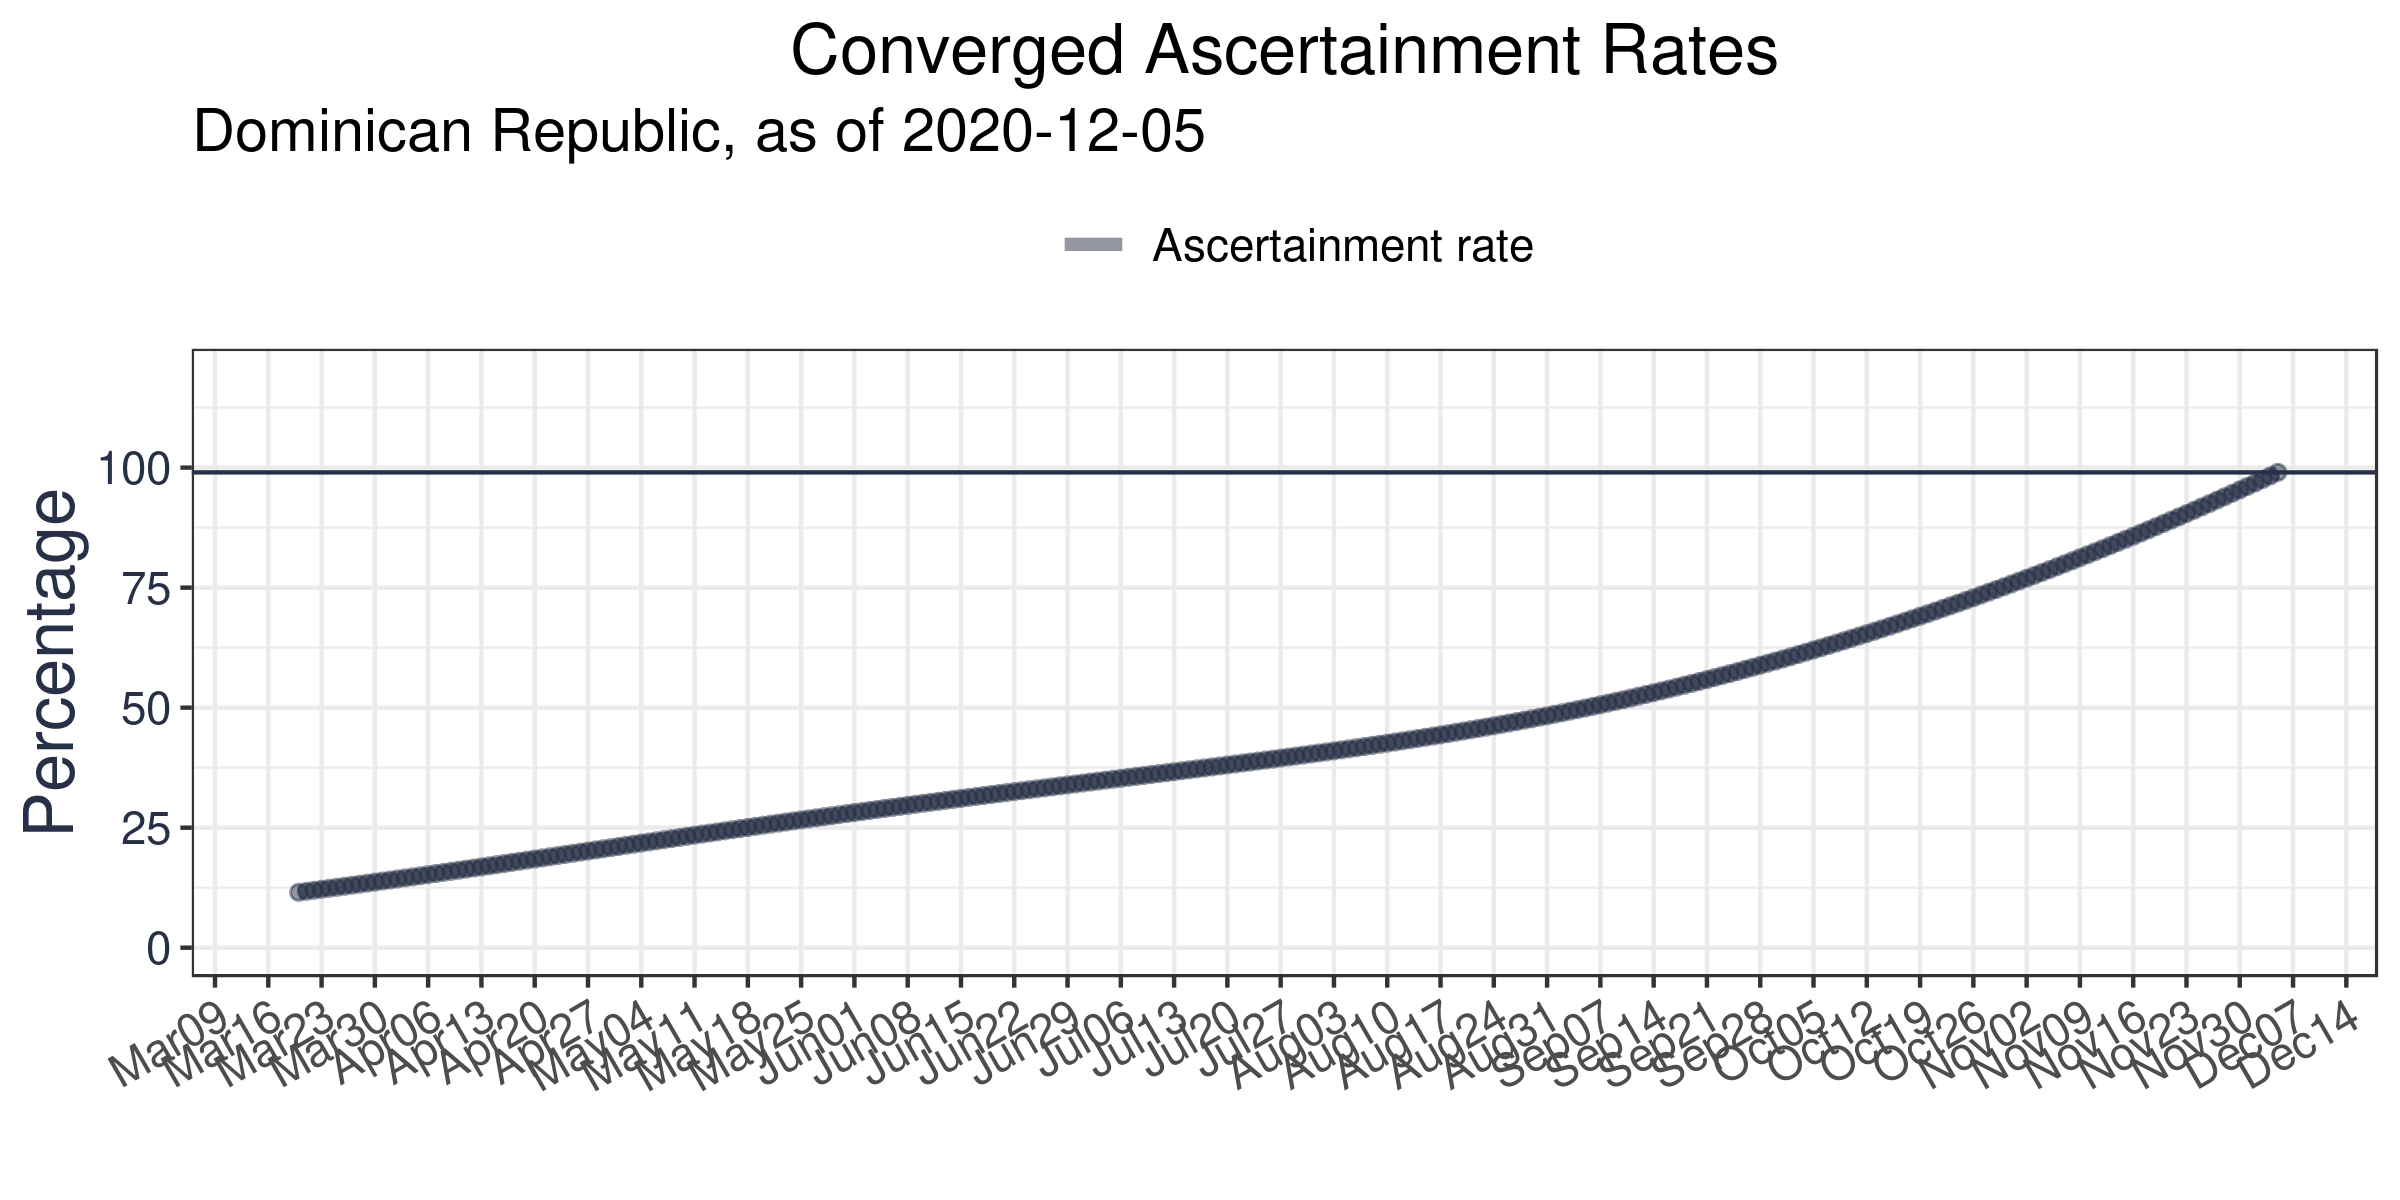 Converged Ascertainment Rates
Dominican Republic, as of 2020-12-05
Ascertainment rate
Percentage
100
75
50
25
0
Mar09 Mar16 Mar23 Mar30 Apr06 Apr13 Apr20 Apr27 May04 May11 May18 May25 Jun01 Jun08 Jun15 Jun22 Jun29 Jul06 Jul13 Jul20 Jul27 Aug03 Aug10 Aug17 Aug24 Aug31 Sep07 Sep14 Sep21 Sep28 Oct05 Oct12 Oct19 Oct26 Nov02 Nov09 Nov16 Nov23 Nov30 Dec07 Dec14